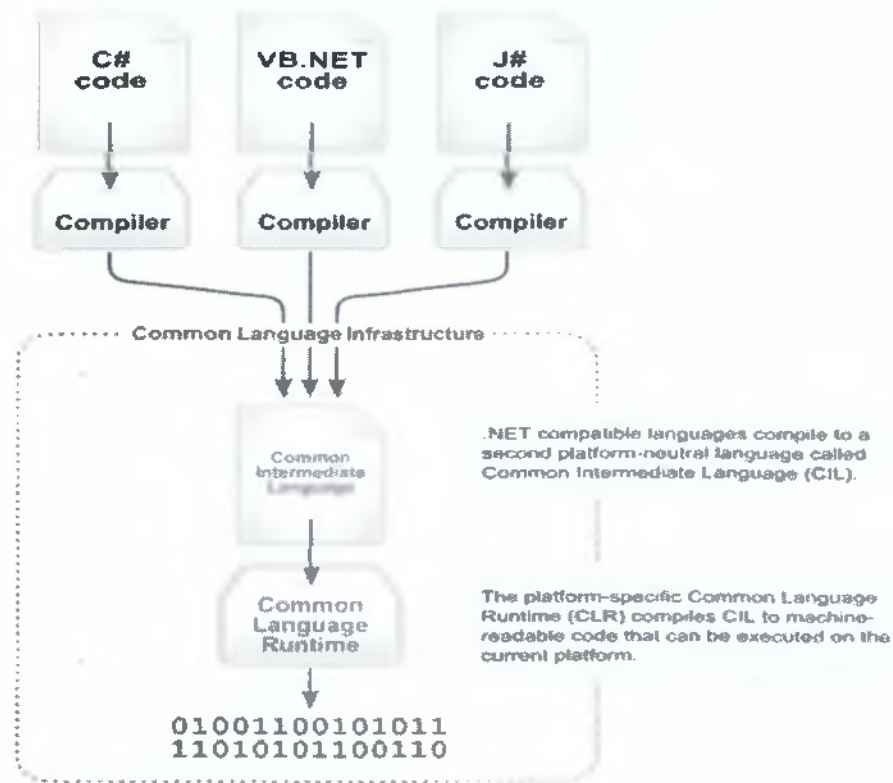 C#
code
VB.NET
code
J#
code
Compiler
Compiler
Compiler
Common Language Infrastructure
Common
Intermediate
Language
.NET compatible languages compile to a
second platform-neutral language called
Common Intermediate Language (CIL).
Common
Language
Runtime
The platform-specific Common Language
Runtime (CLR) compiles CIL to machine-
readable code that can be executed on the
current platform.
01001100101011
11010101100110